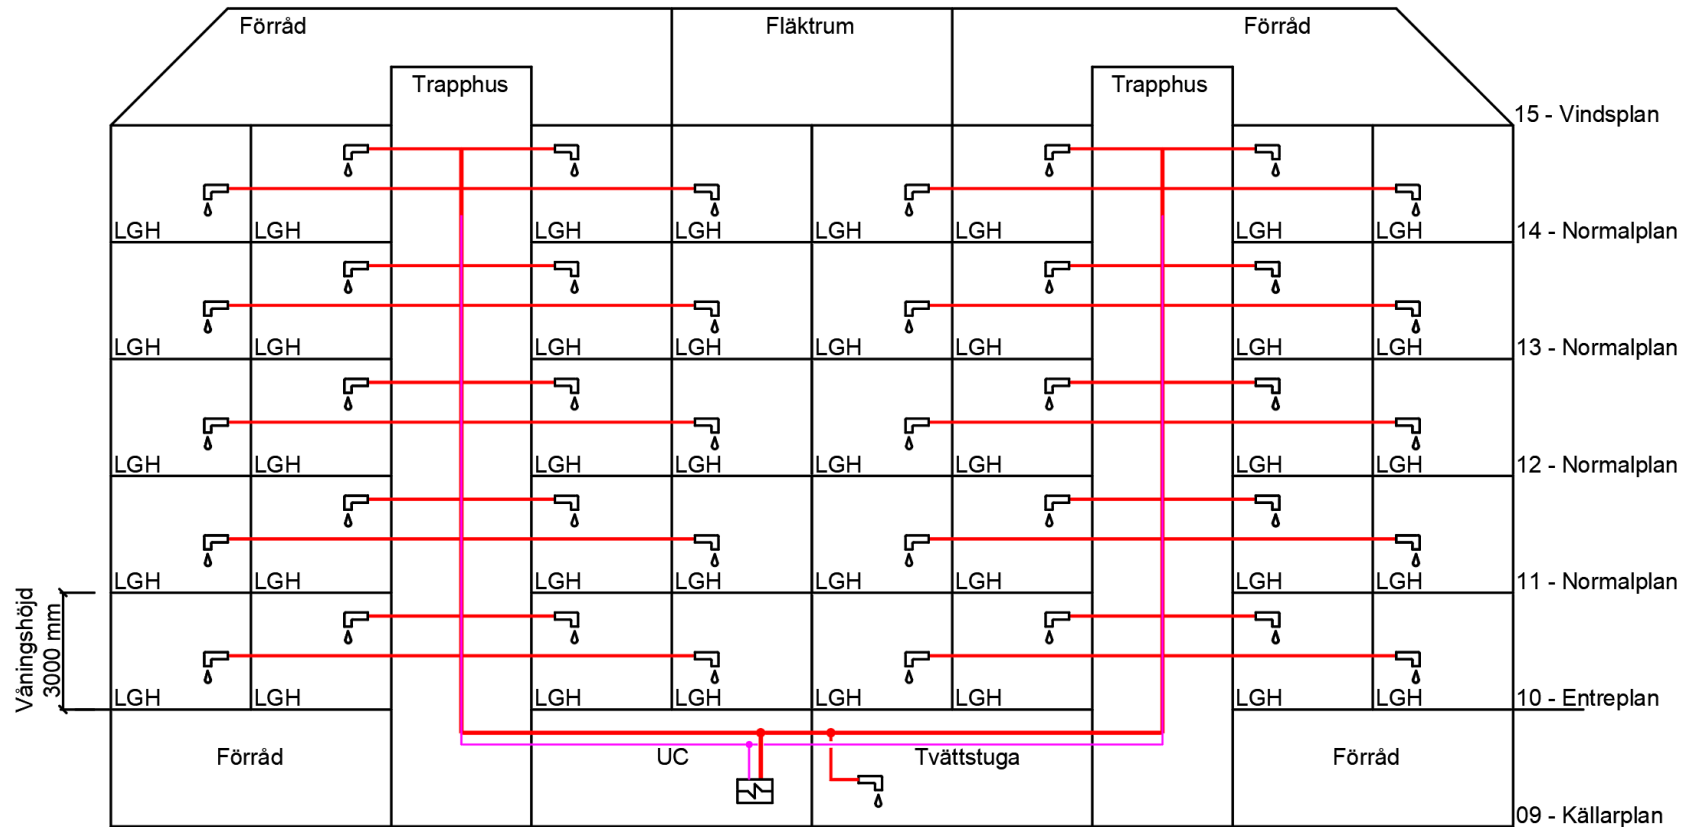 Förråd Fläktrum Förråd
Trapphus Trapphus
15 - Vindsplan
LGH LGH LGH LGH LGH LGH LGH LGH 14 - Normalplan
LGH LGH LGH LGH LGH LGH LGH LGH 13 - Normalplan
LGH LGH LGH LGH LGH LGH LGH LGH 12 - Normalplan
LGH LGH LGH LGH LGH LGH LGH LGH 11 - Normalplan
Våningshöjd
3000 mm
LGH LGH LGH LGH LGH LGH LGH LGH 10 - Entreplan
Förråd UC Tvättstuga Förråd
09 - Källarplan